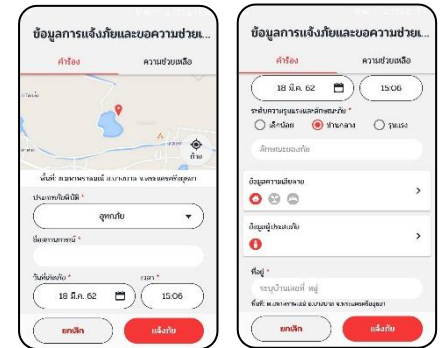 ข้อมูลการแจ้งภัยและขอความช่วยเ...
คำร้อง
ความช่วยเหลือ
ย้าย
ประเภทภัยพิบัติ *
อุทกภัย
ชื่อสถานการณ์ *
วันที่เกิดภัย *
เวลา *
18 มี.ค. 62
15:06
ยกเลิก
แจ้งภัย
ข้อมูลการแจ้งภัยและขอความช่วยเ...
คำร้อง
ความช่วยเหลือ
18 มี.ค. 62
15:06
ระดับความรุนแรงและลักษณะภัย *
เล็กน้อย
ปานกลาง
รุนแรง
ลักษณะของภัย
ข้อมูลความเสียหาย
ข้อมูลผู้ประสบภัย
ที่อยู่ *
ระบุบ้านเลขที่ หมู่
ยกเลิก
แจ้งภัย